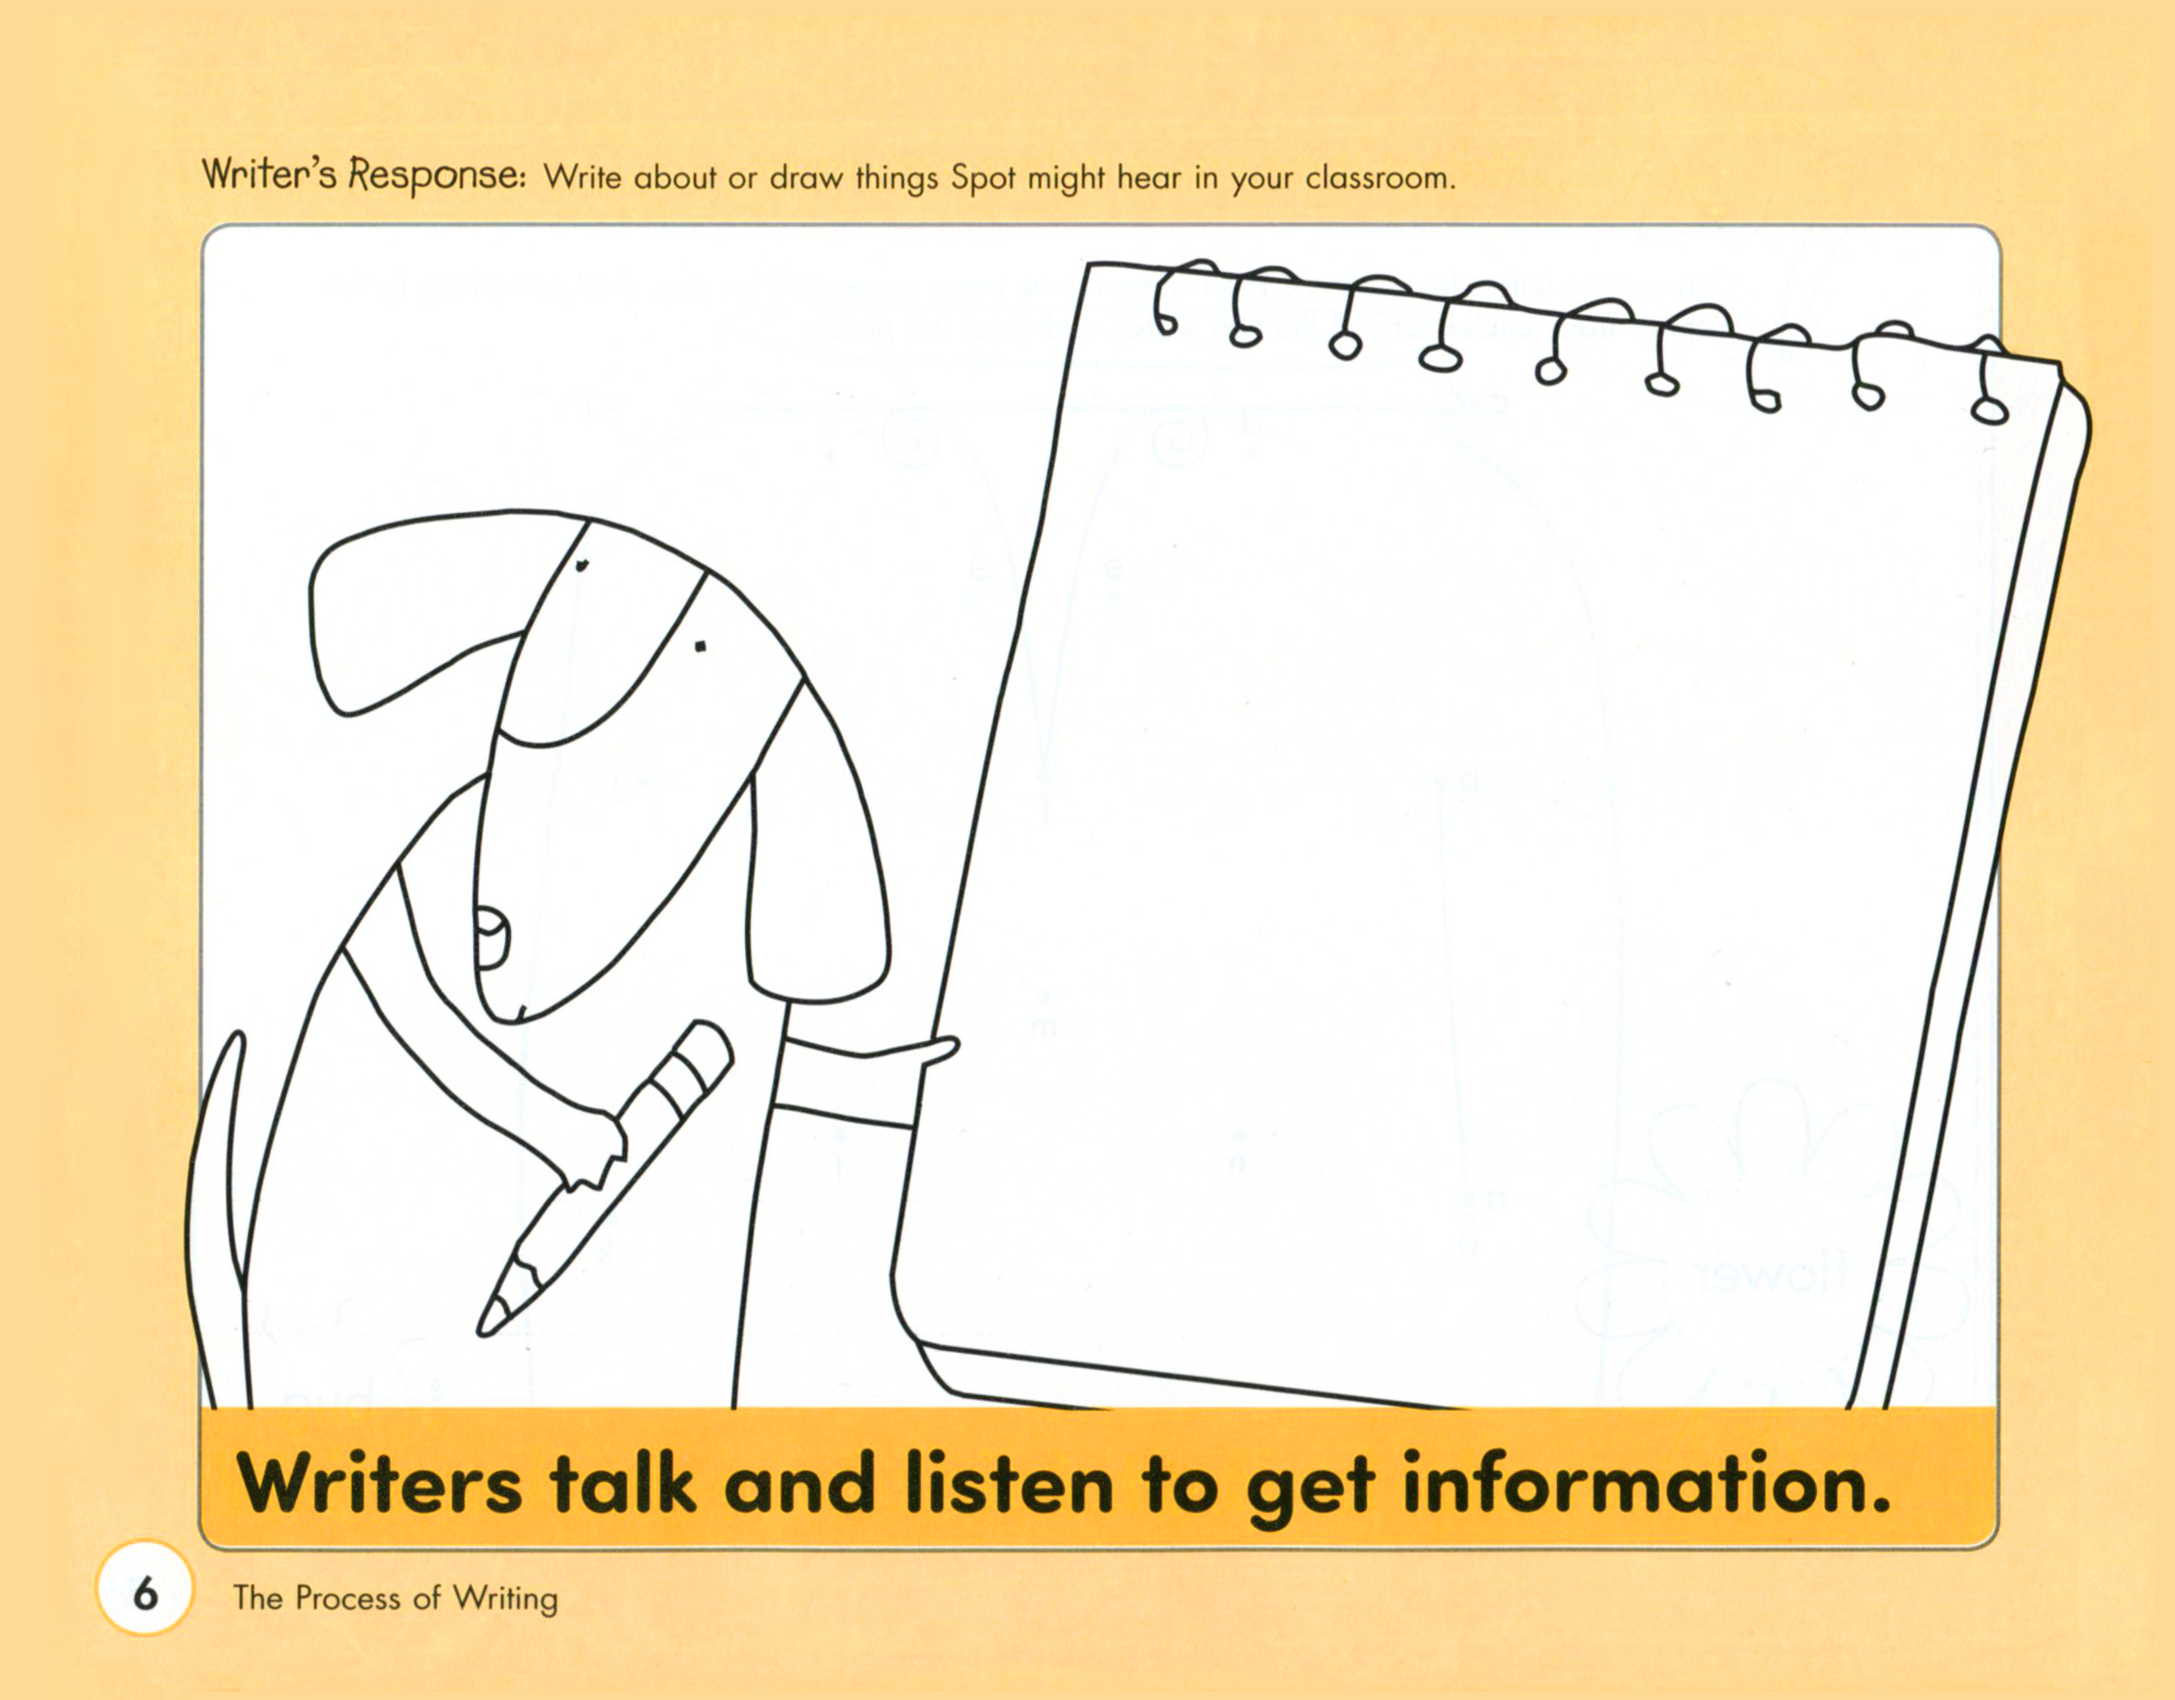 Writer's Response: Write about or draw things Spot might hear in your classroom.
Writers talk and listen to get information.
6
The Process of Writing